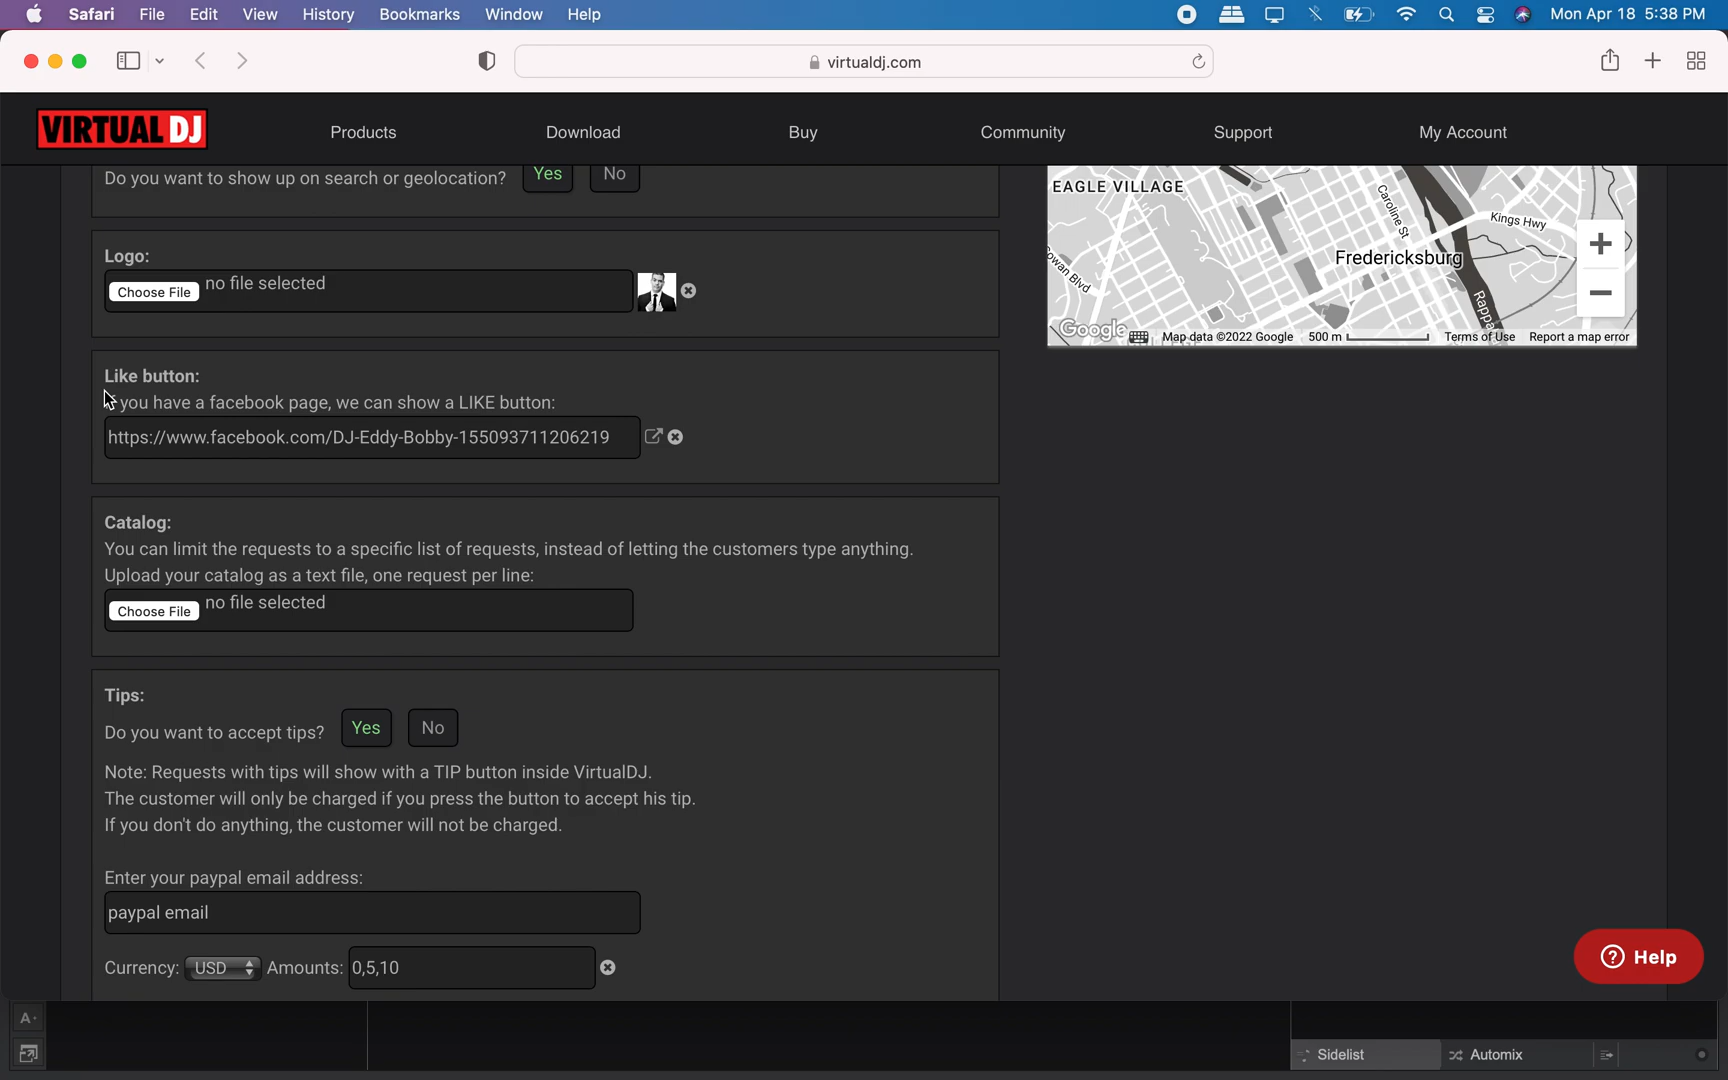 Safari File Edit View History Bookmarks Window Help Mon Apr 18 5:38 PM
virtualdj.com
VIRTUAL DJ Products Download Buy Community Support My Account
Do you want to show up on search or geolocation? Yes No
Logo:
Choose File no file selected
Like button:
you have a facebook page, we can show a LIKE button:
https://www.facebook.com/DJ-Eddy-Bobby-155093711206219
Catalog:
You can limit the requests to a specific list of requests, instead of letting the customers type anything.
Upload your catalog as a text file, one request per line:
Choose File no file selected
Tips:
Do you want to accept tips? Yes No
Note: Requests with tips will show with a TIP button inside VirtualDJ.
The customer will only be charged if you press the button to accept his tip.
If you don't do anything, the customer will not be charged.
Enter your paypal email address:
paypal email
Currency: USD Amounts: 0,5,10
EAGLE VILLAGE
Caroline St
Kings Hwy
Fredericksburg
Google Map data ©2022 Google 500 m Terms of Use Report a map error
Help
A
Sidelist Automix